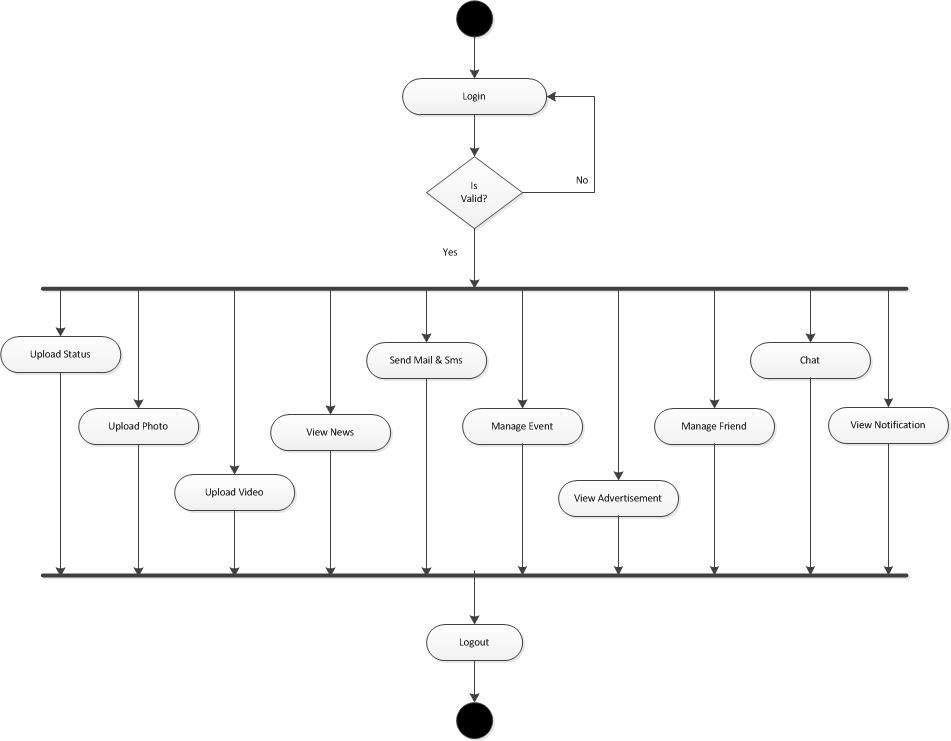 Login
Is
Valid?
No
Yes
Upload Status
Send Mail & Sms
Chat
Upload Photo
View News
Manage Event
Manage Friend
View Notification
Upload Video
View Advertisement
Logout